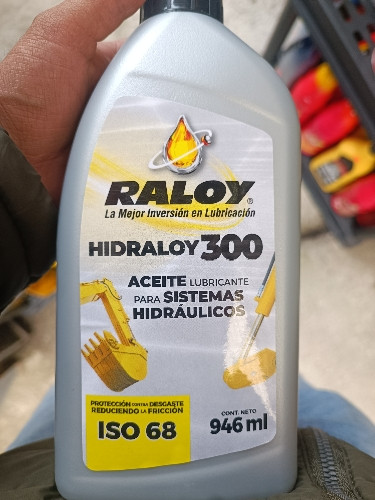 RALOY®
La Mejor Inversión en Lubricación
HIDRALOY 300
ACEITE LUBRICANTE
PARA SISTEMAS
HIDRÁULICOS
PROTECCIÓN CONTRA DESGASTE
REDUCIENDO LA FRICCIÓN
ISO 68
CONT. NETO
946 ml